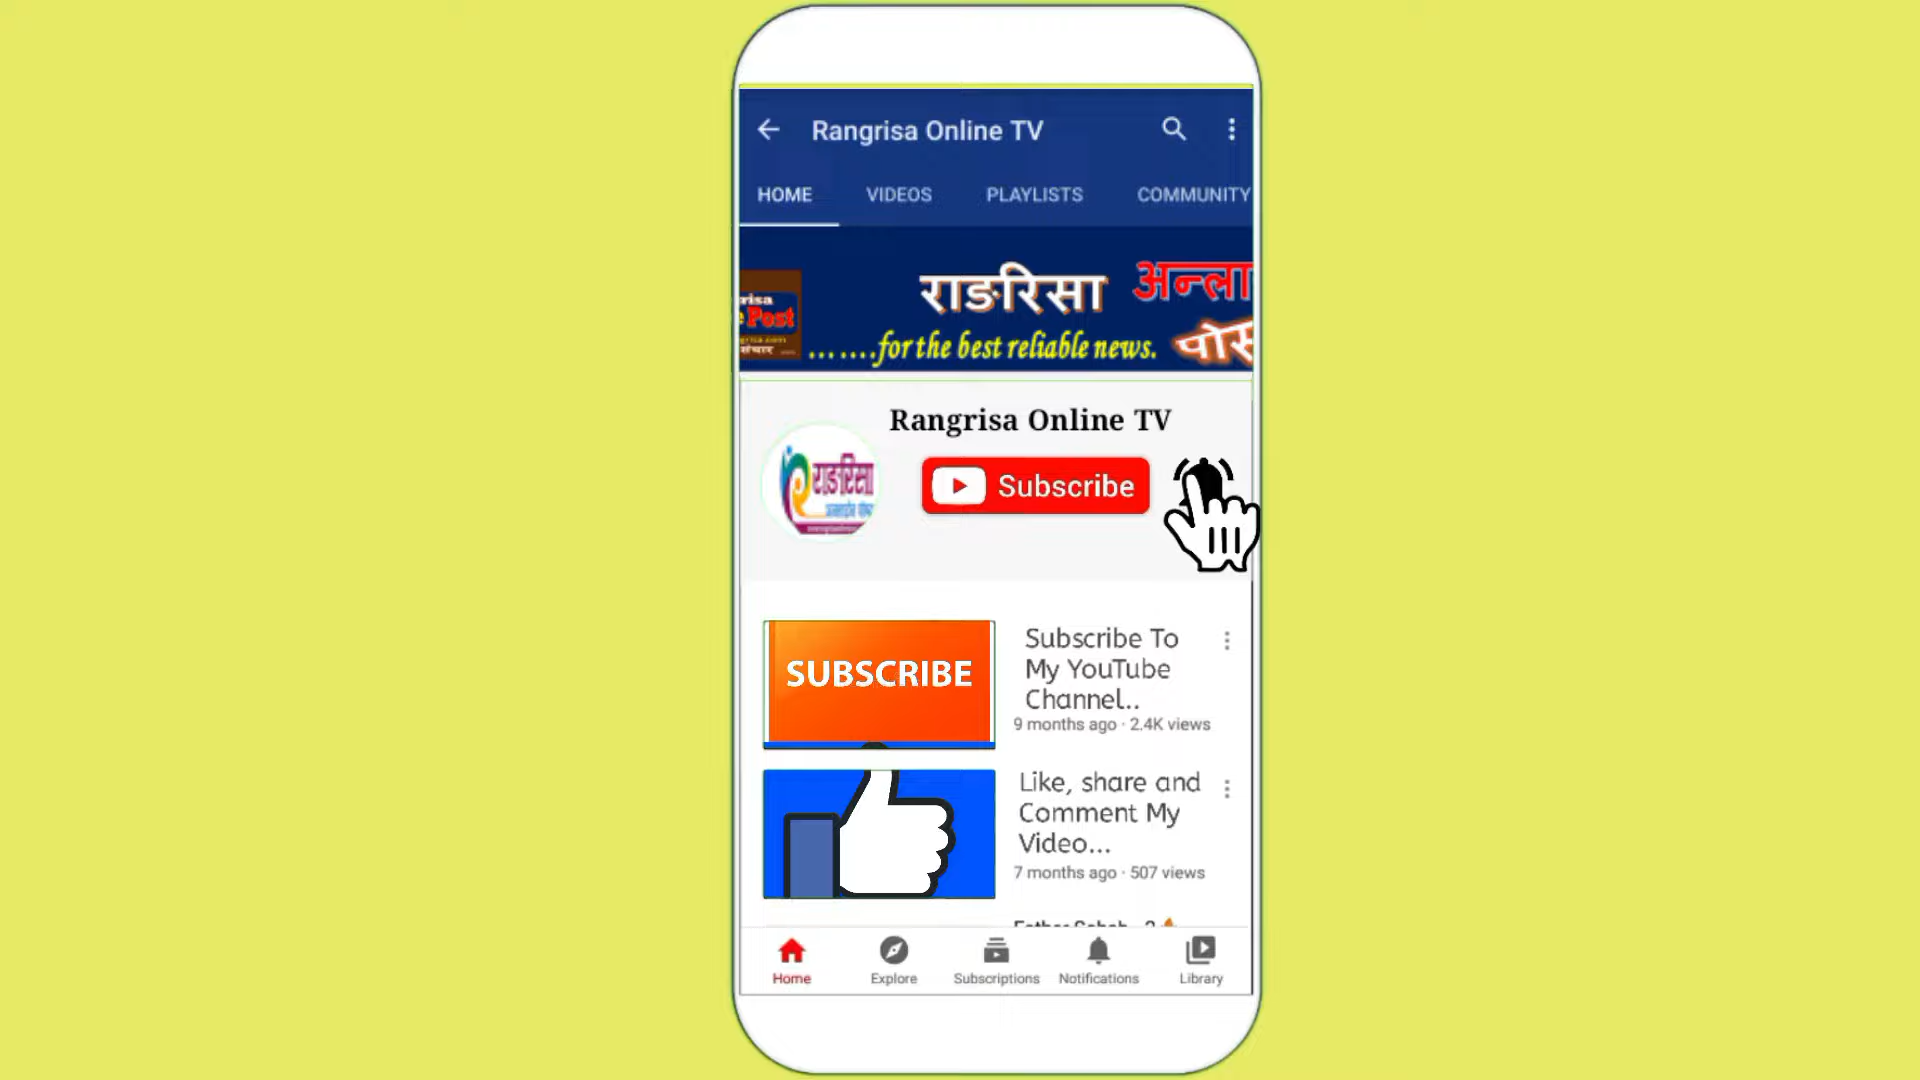 Rangrisa Online TV
HOME VIDEOS PLAYLISTS COMMUNITY
राङरिसा
Post
.......for the best reliable news.
Rangrisa Online TV
राङरिसा
Subscribe
SUBSCRIBE
Subscribe To
My YouTube
Channel..
9 months ago · 2.4K views
Like, share and
Comment My
Video...
7 months ago · 507 views
Home Explore Subscriptions Notifications Library